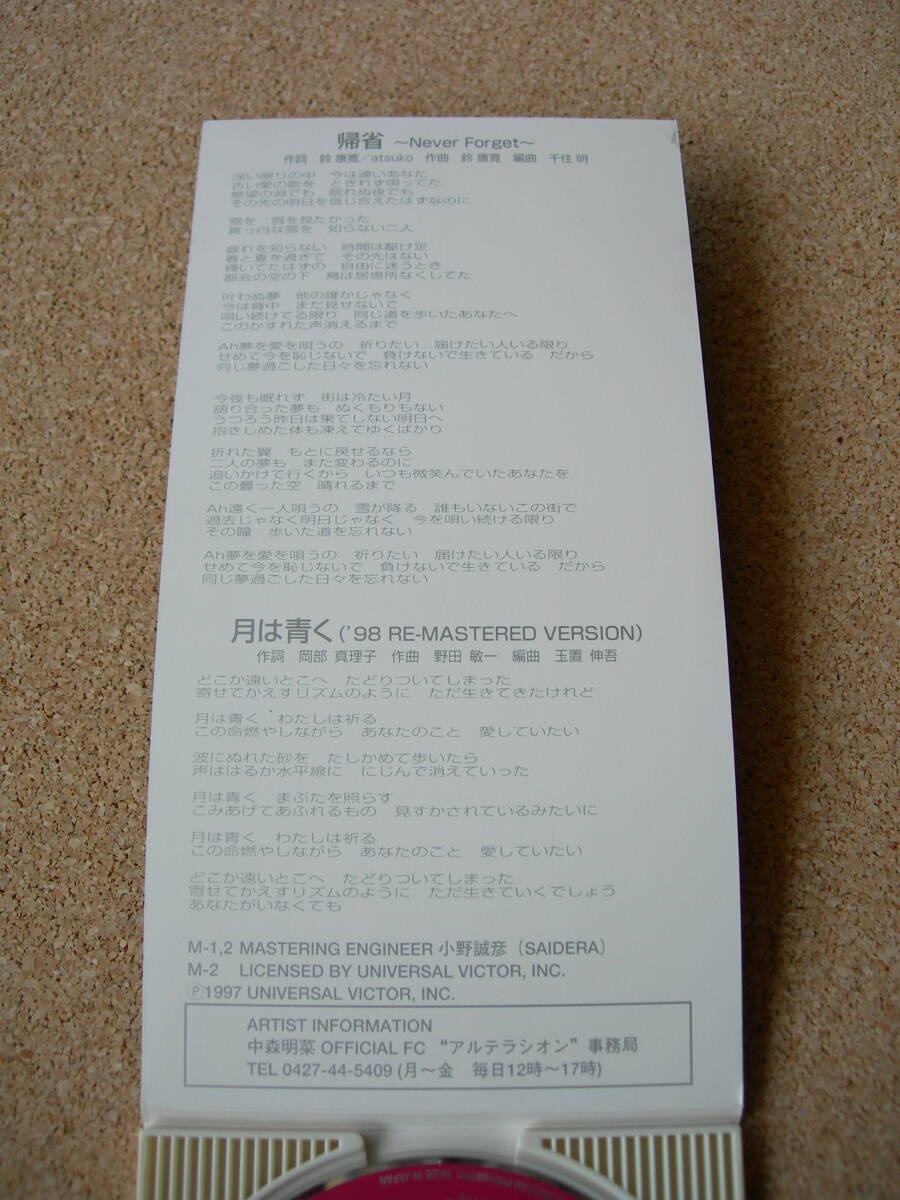 帰省 ～Never Forget～
作詞 鈴 康寛／atsuko 作曲 鈴 康寛 編曲 千住 明
深い眠りの中 今は遠いあなた
古い愛の歌を とぎれず唄ってた
絶望の淵でも 眠れぬ夜でも
その先の明日を信じ合えたはずなのに
雪を 雪を見たかった
真っ白な雪を 知らない二人
疲れを知らない 時間は駆け足
春と夏を過ぎて その先はない
輝いてたはずの 自由に迷うとき
都会の空の下 鳥は居場所なくしてた
叶わぬ夢 他の誰かじゃなく
今は背中 まだ見せないで
唄い続けてる限り 同じ道を歩いたあなたへ
このかすれた声消えるまで
Ah夢を愛を唄うの 祈りたい 届けたい人いる限り
せめて今を恥じないで 負けないで生きている だから
同じ夢過ごした日々を忘れない
今夜も眠れず 街は冷たい月
語り合った夢も ぬくもりもない
うつろう昨日は果てしない明日へ
抱きしめた体も凍えてゆくばかり
折れた翼 もとに戻せるなら
二人の夢も また変わるのに
追いかけて行くから いつも微笑んでいたあなたを
この曇った空 晴れるまで
Ah遠く一人唄うの 雪が降る 誰もいないこの街で
過去じゃなく明日じゃなく 今を唄い続ける限り
その瞳 歩いた道を忘れない
Ah夢を愛を唄うの 祈りたい 届けたい人いる限り
せめて今を恥じないで 負けないで生きている だから
同じ夢過ごした日々を忘れない
月は青く ('98 RE-MASTERED VERSION)
作詞 岡部 真理子 作曲 野田 敏一 編曲 玉置 伸吾
どこか遠いとこへ たどりついてしまった
寄せてかえすリズムのように ただ生きてきたけれど
月は青く わたしは祈る
この命燃やしながら あなたのこと 愛していたい
波にぬれた砂を たしかめて歩いたら
声ははるか水平線に にじんで消えていった
月は青く まぶたを照らす
こみあげてあふれるもの 見すかされているみたいに
月は青く わたしは祈る
この命燃やしながら あなたのこと 愛していたい
どこか遠いとこへ たどりついてしまった
寄せてかえすリズムのように ただ生きていくでしょう
あなたがいなくても
M-1,2 MASTERING ENGINEER 小野誠彦（SAIDERA）
M-2 LICENSED BY UNIVERSAL VICTOR, INC.
Ⓟ1997 UNIVERSAL VICTOR, INC.
ARTIST INFORMATION
中森明菜 OFFICIAL FC “アルテラシオン” 事務局
TEL 0427-44-5409 (月～金 毎日12時～17時)
PROHIBITED. MADE IN JAPAN